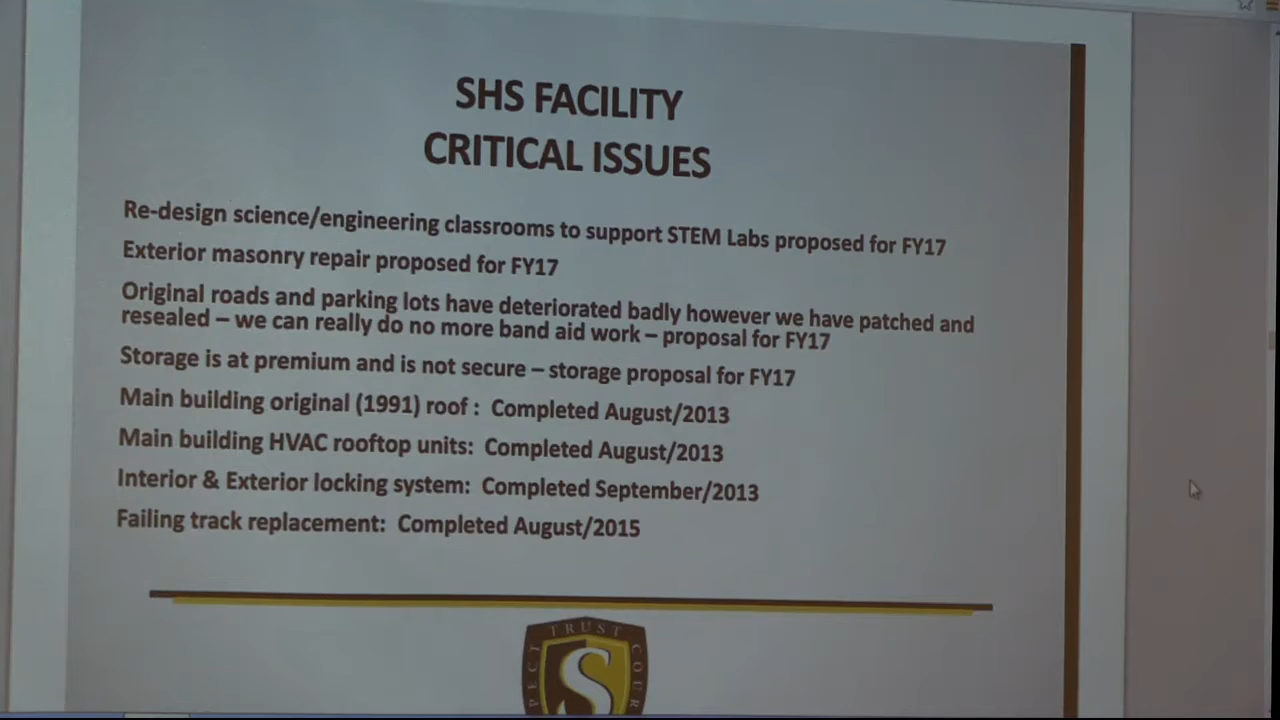 SHS FACILITY
CRITICAL ISSUES
Re-design science/engineering classrooms to support STEM Labs proposed for FY17
Exterior masonry repair proposed for FY17
Original roads and parking lots have deteriorated badly however we have patched and
resealed – we can really do no more band aid work – proposal for FY17
Storage is at premium and is not secure – storage proposal for FY17
Main building original (1991) roof : Completed August/2013
Main building HVAC rooftop units: Completed August/2013
Interior & Exterior locking system: Completed September/2013
Failing track replacement: Completed August/2015
TRUST
PECT
COUR
S